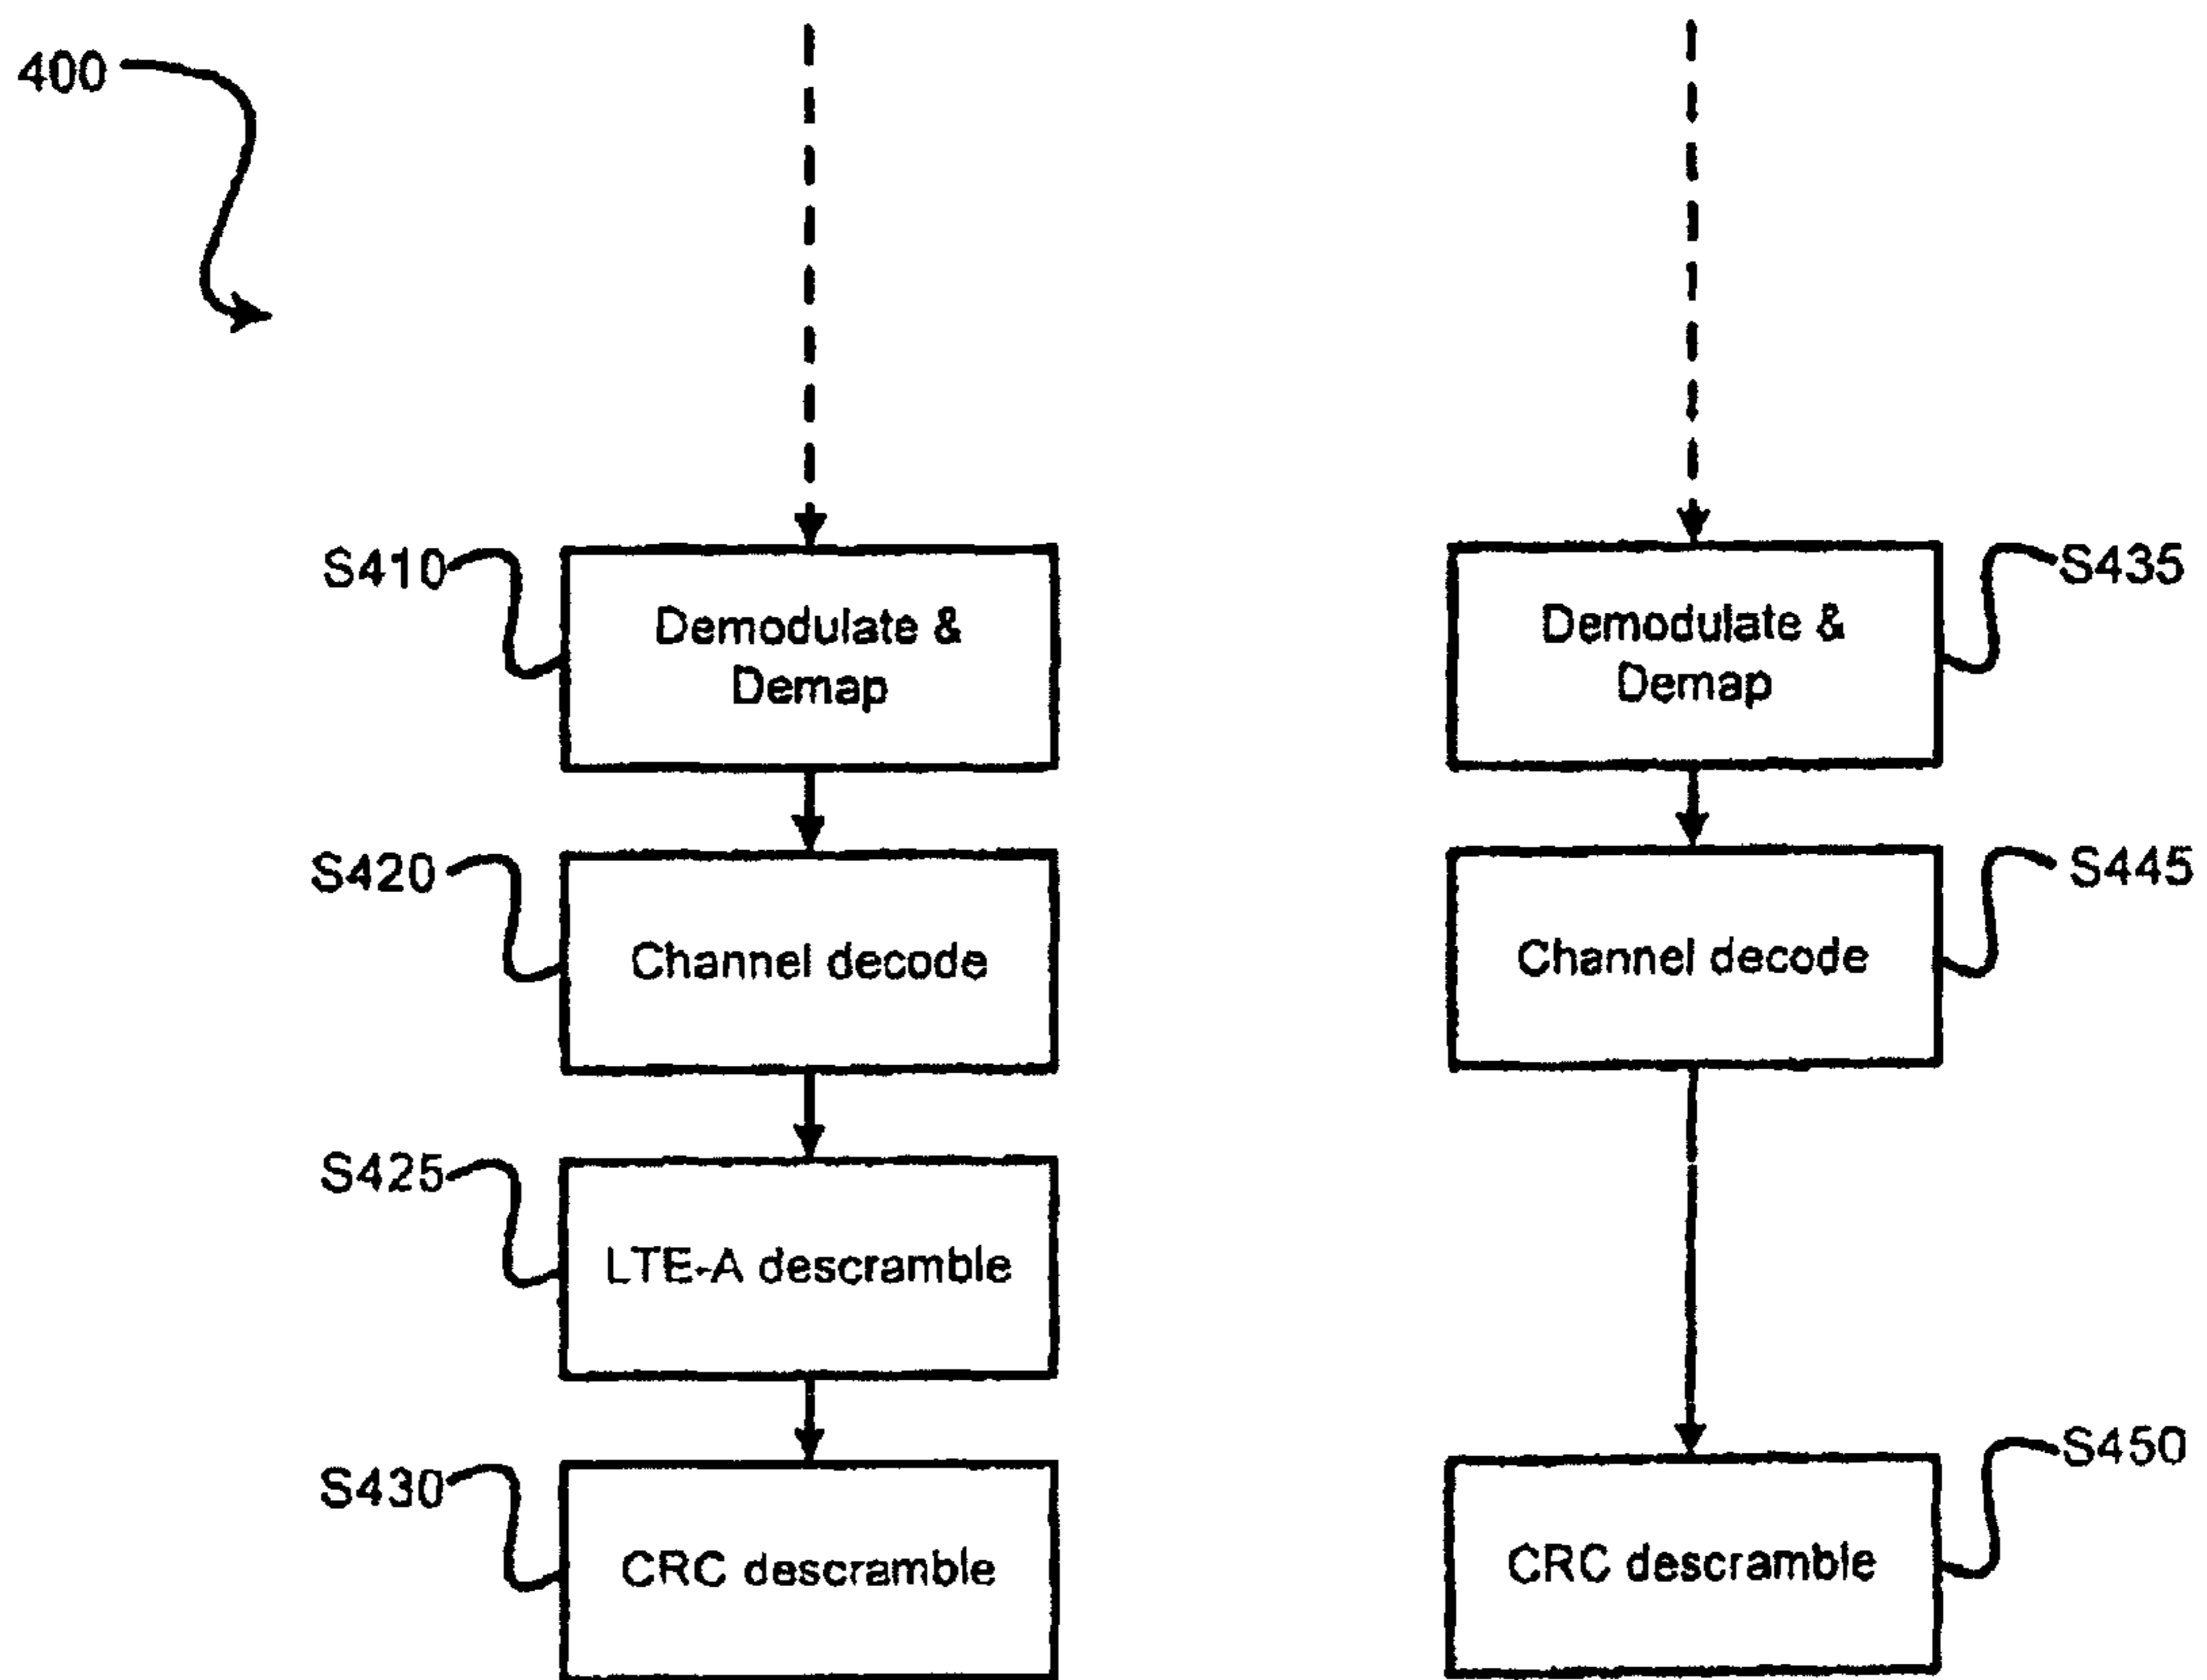 400
S410
Demodulate &
Demap
S435
Demodulate &
Demap
S420
Channel decode
S445
Channel decode
S425
LTE-A descramble
S430
CRC descramble
S450
CRC descramble